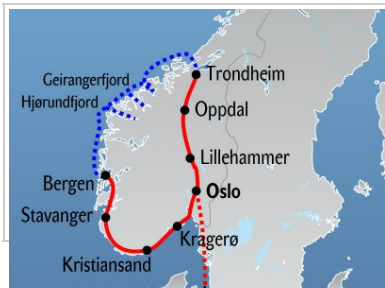 Trondheim
Geirangerfjord
Hjørundfjord
Oppdal
Lillehammer
Bergen
Oslo
Stavanger
Kragerø
Kristiansand